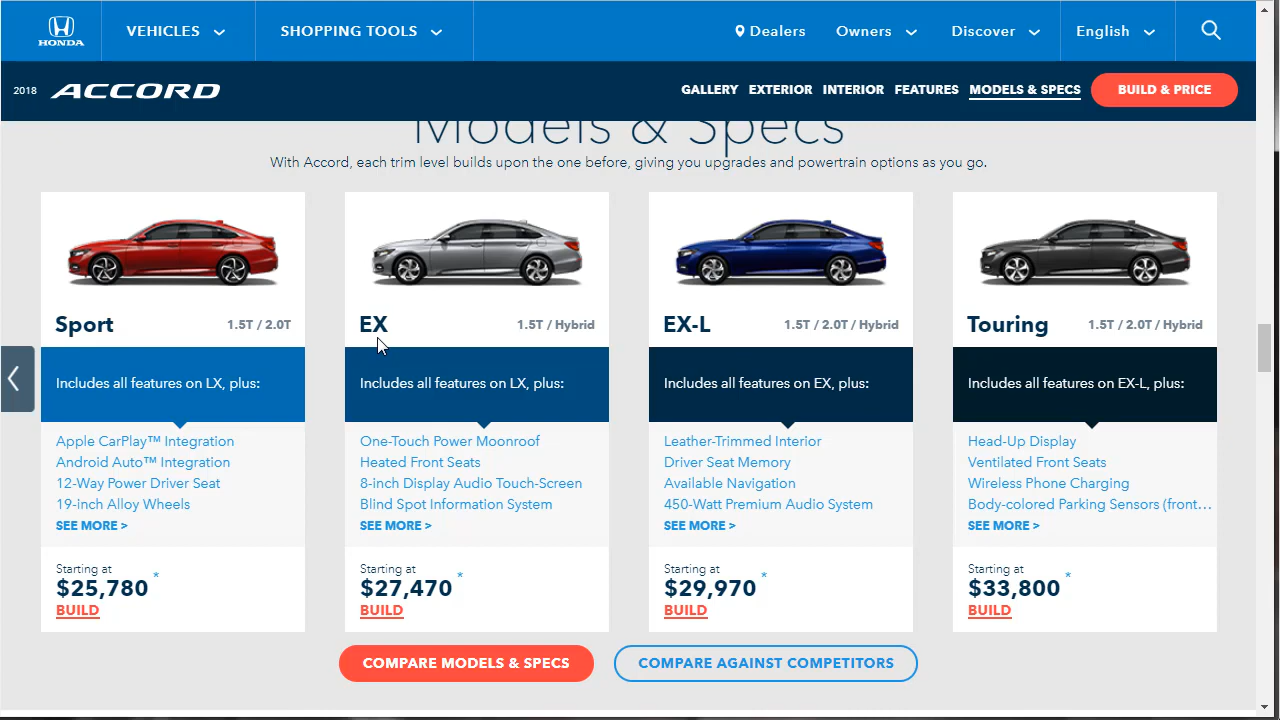 HONDA
VEHICLES
SHOPPING TOOLS
Dealers
Owners
Discover
English
2018 ACCORD
GALLERY
EXTERIOR
INTERIOR
FEATURES
MODELS & SPECS
BUILD & PRICE
Models & Specs
With Accord, each trim level builds upon the one before, giving you upgrades and powertrain options as you go.
Sport
1.5T / 2.0T
Includes all features on LX, plus:
Apple CarPlay™ Integration
Android Auto™ Integration
12-Way Power Driver Seat
19-inch Alloy Wheels
SEE MORE >
Starting at
$25,780*
BUILD
EX
1.5T / Hybrid
Includes all features on LX, plus:
One-Touch Power Moonroof
Heated Front Seats
8-inch Display Audio Touch-Screen
Blind Spot Information System
SEE MORE >
Starting at
$27,470*
BUILD
EX-L
1.5T / 2.0T / Hybrid
Includes all features on EX, plus:
Leather-Trimmed Interior
Driver Seat Memory
Available Navigation
450-Watt Premium Audio System
SEE MORE >
Starting at
$29,970*
BUILD
Touring
1.5T / 2.0T / Hybrid
Includes all features on EX-L, plus:
Head-Up Display
Ventilated Front Seats
Wireless Phone Charging
Body-colored Parking Sensors (front...
SEE MORE >
Starting at
$33,800*
BUILD
COMPARE MODELS & SPECS
COMPARE AGAINST COMPETITORS